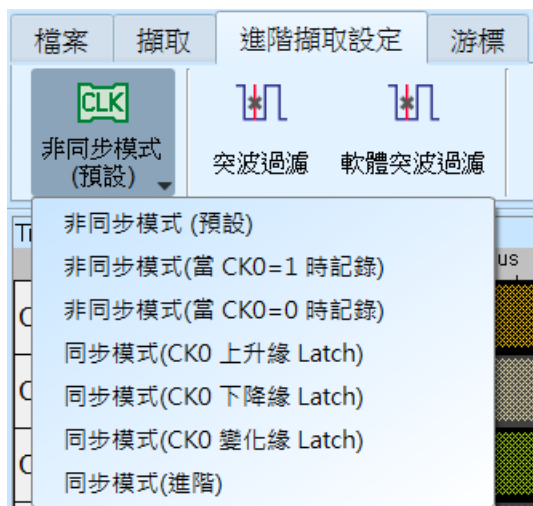 檔案 擷取 進階擷取設定 游標
CLK
非同步模式
(預設)
突波過濾 軟體突波過濾
非同步模式 (預設)
非同步模式(當 CK0=1 時記錄)
非同步模式(當 CK0=0 時記錄)
同步模式(CK0 上升緣 Latch)
同步模式(CK0 下降緣 Latch)
同步模式(CK0 變化緣 Latch)
同步模式(進階)
us